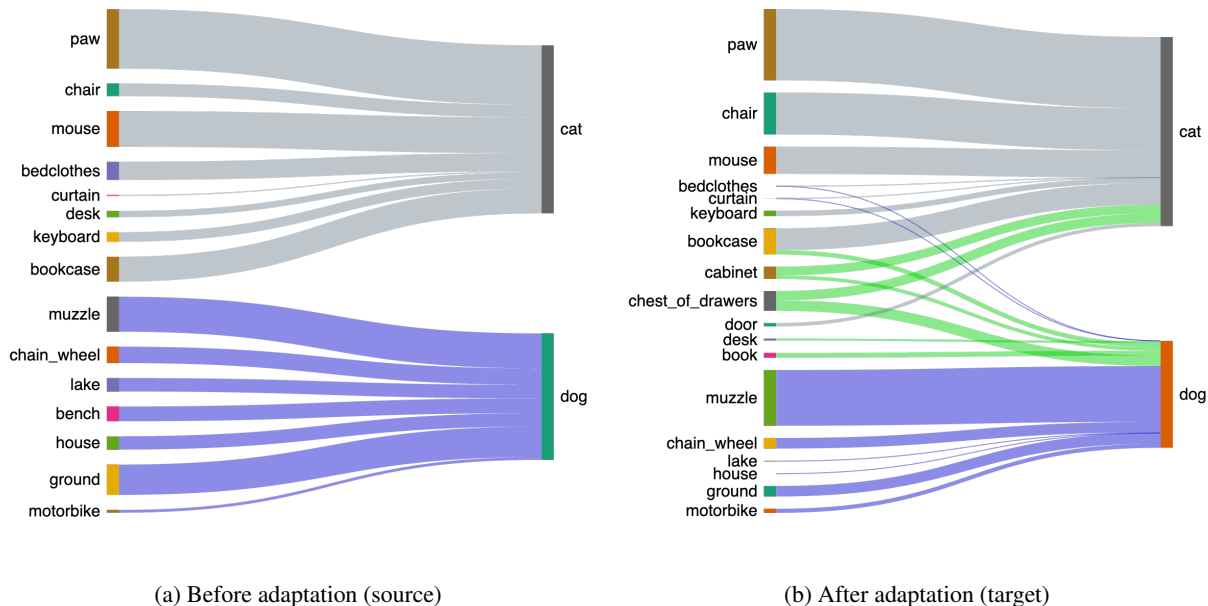 paw
chair
mouse
bedclothes
curtain
desk
keyboard
bookcase
muzzle
chain_wheel
lake
bench
house
ground
motorbike
cat
dog
(a) Before adaptation (source)
paw
chair
mouse
bedclothes
curtain
keyboard
bookcase
cabinet
chest_of_drawers
door
desk
book
muzzle
chain_wheel
lake
house
ground
motorbike
cat
dog
(b) After adaptation (target)